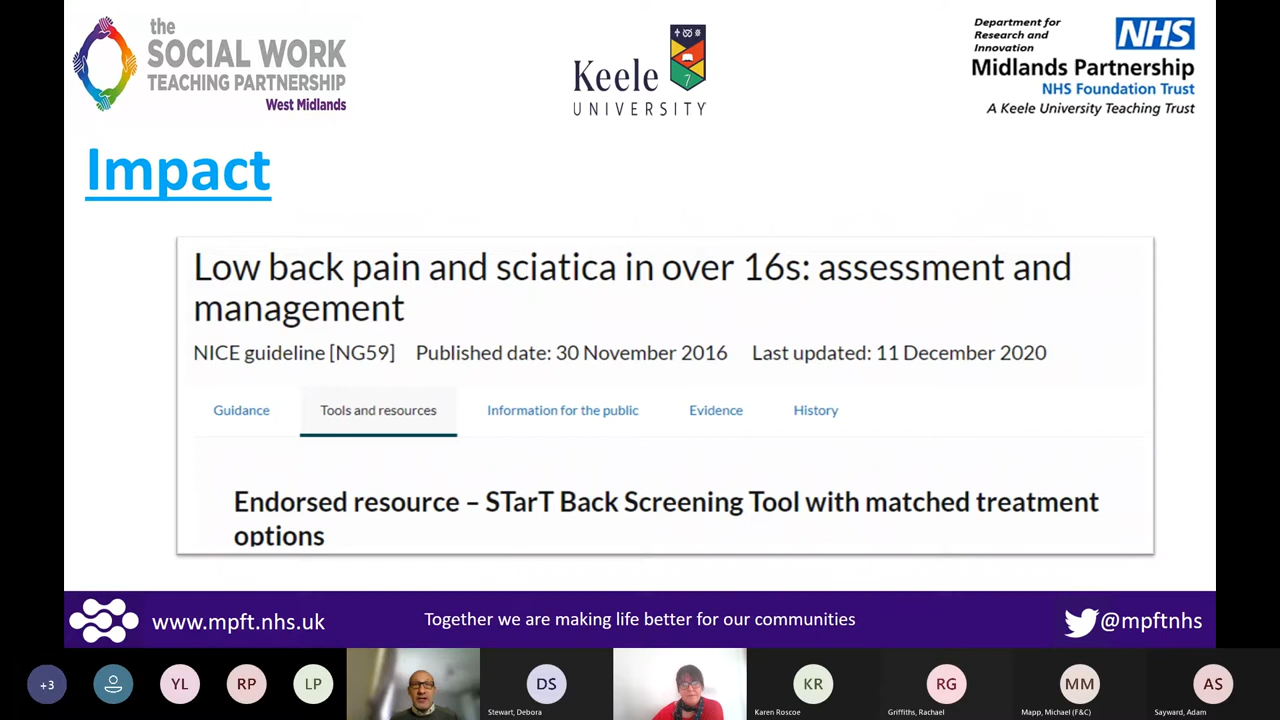 the
SOCIAL WORK
TEACHING PARTNERSHIP
West Midlands
Keele
UNIVERSITY
Department for
Research and
Innovation
NHS
Midlands Partnership
NHS Foundation Trust
A Keele University Teaching Trust
Impact
Low back pain and sciatica in over 16s: assessment and
management
NICE guideline [NG59] Published date: 30 November 2016 Last updated: 11 December 2020
Guidance Tools and resources Information for the public Evidence History
Endorsed resource – STarT Back Screening Tool with matched treatment
options
www.mpft.nhs.uk Together we are making life better for our communities @mpftnhs
+3 YL RP LP DS KR RG MM AS
Stewart, Debora Karen Roscoe Griffiths, Rachael Mapp, Michael (F&C) Sayward, Adam